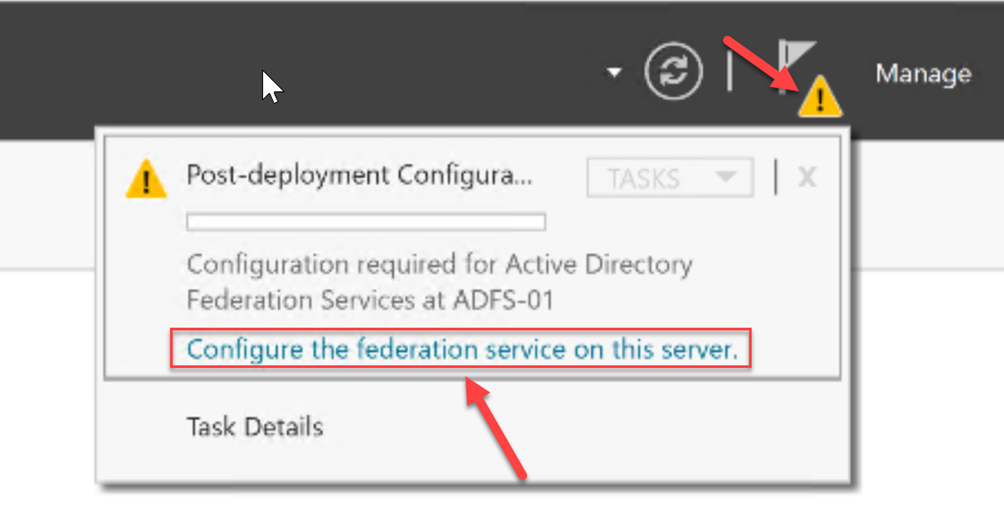 Manage
Post-deployment Configura...
TASKS
X
Configuration required for Active Directory
Federation Services at ADFS-01
Configure the federation service on this server.
Task Details